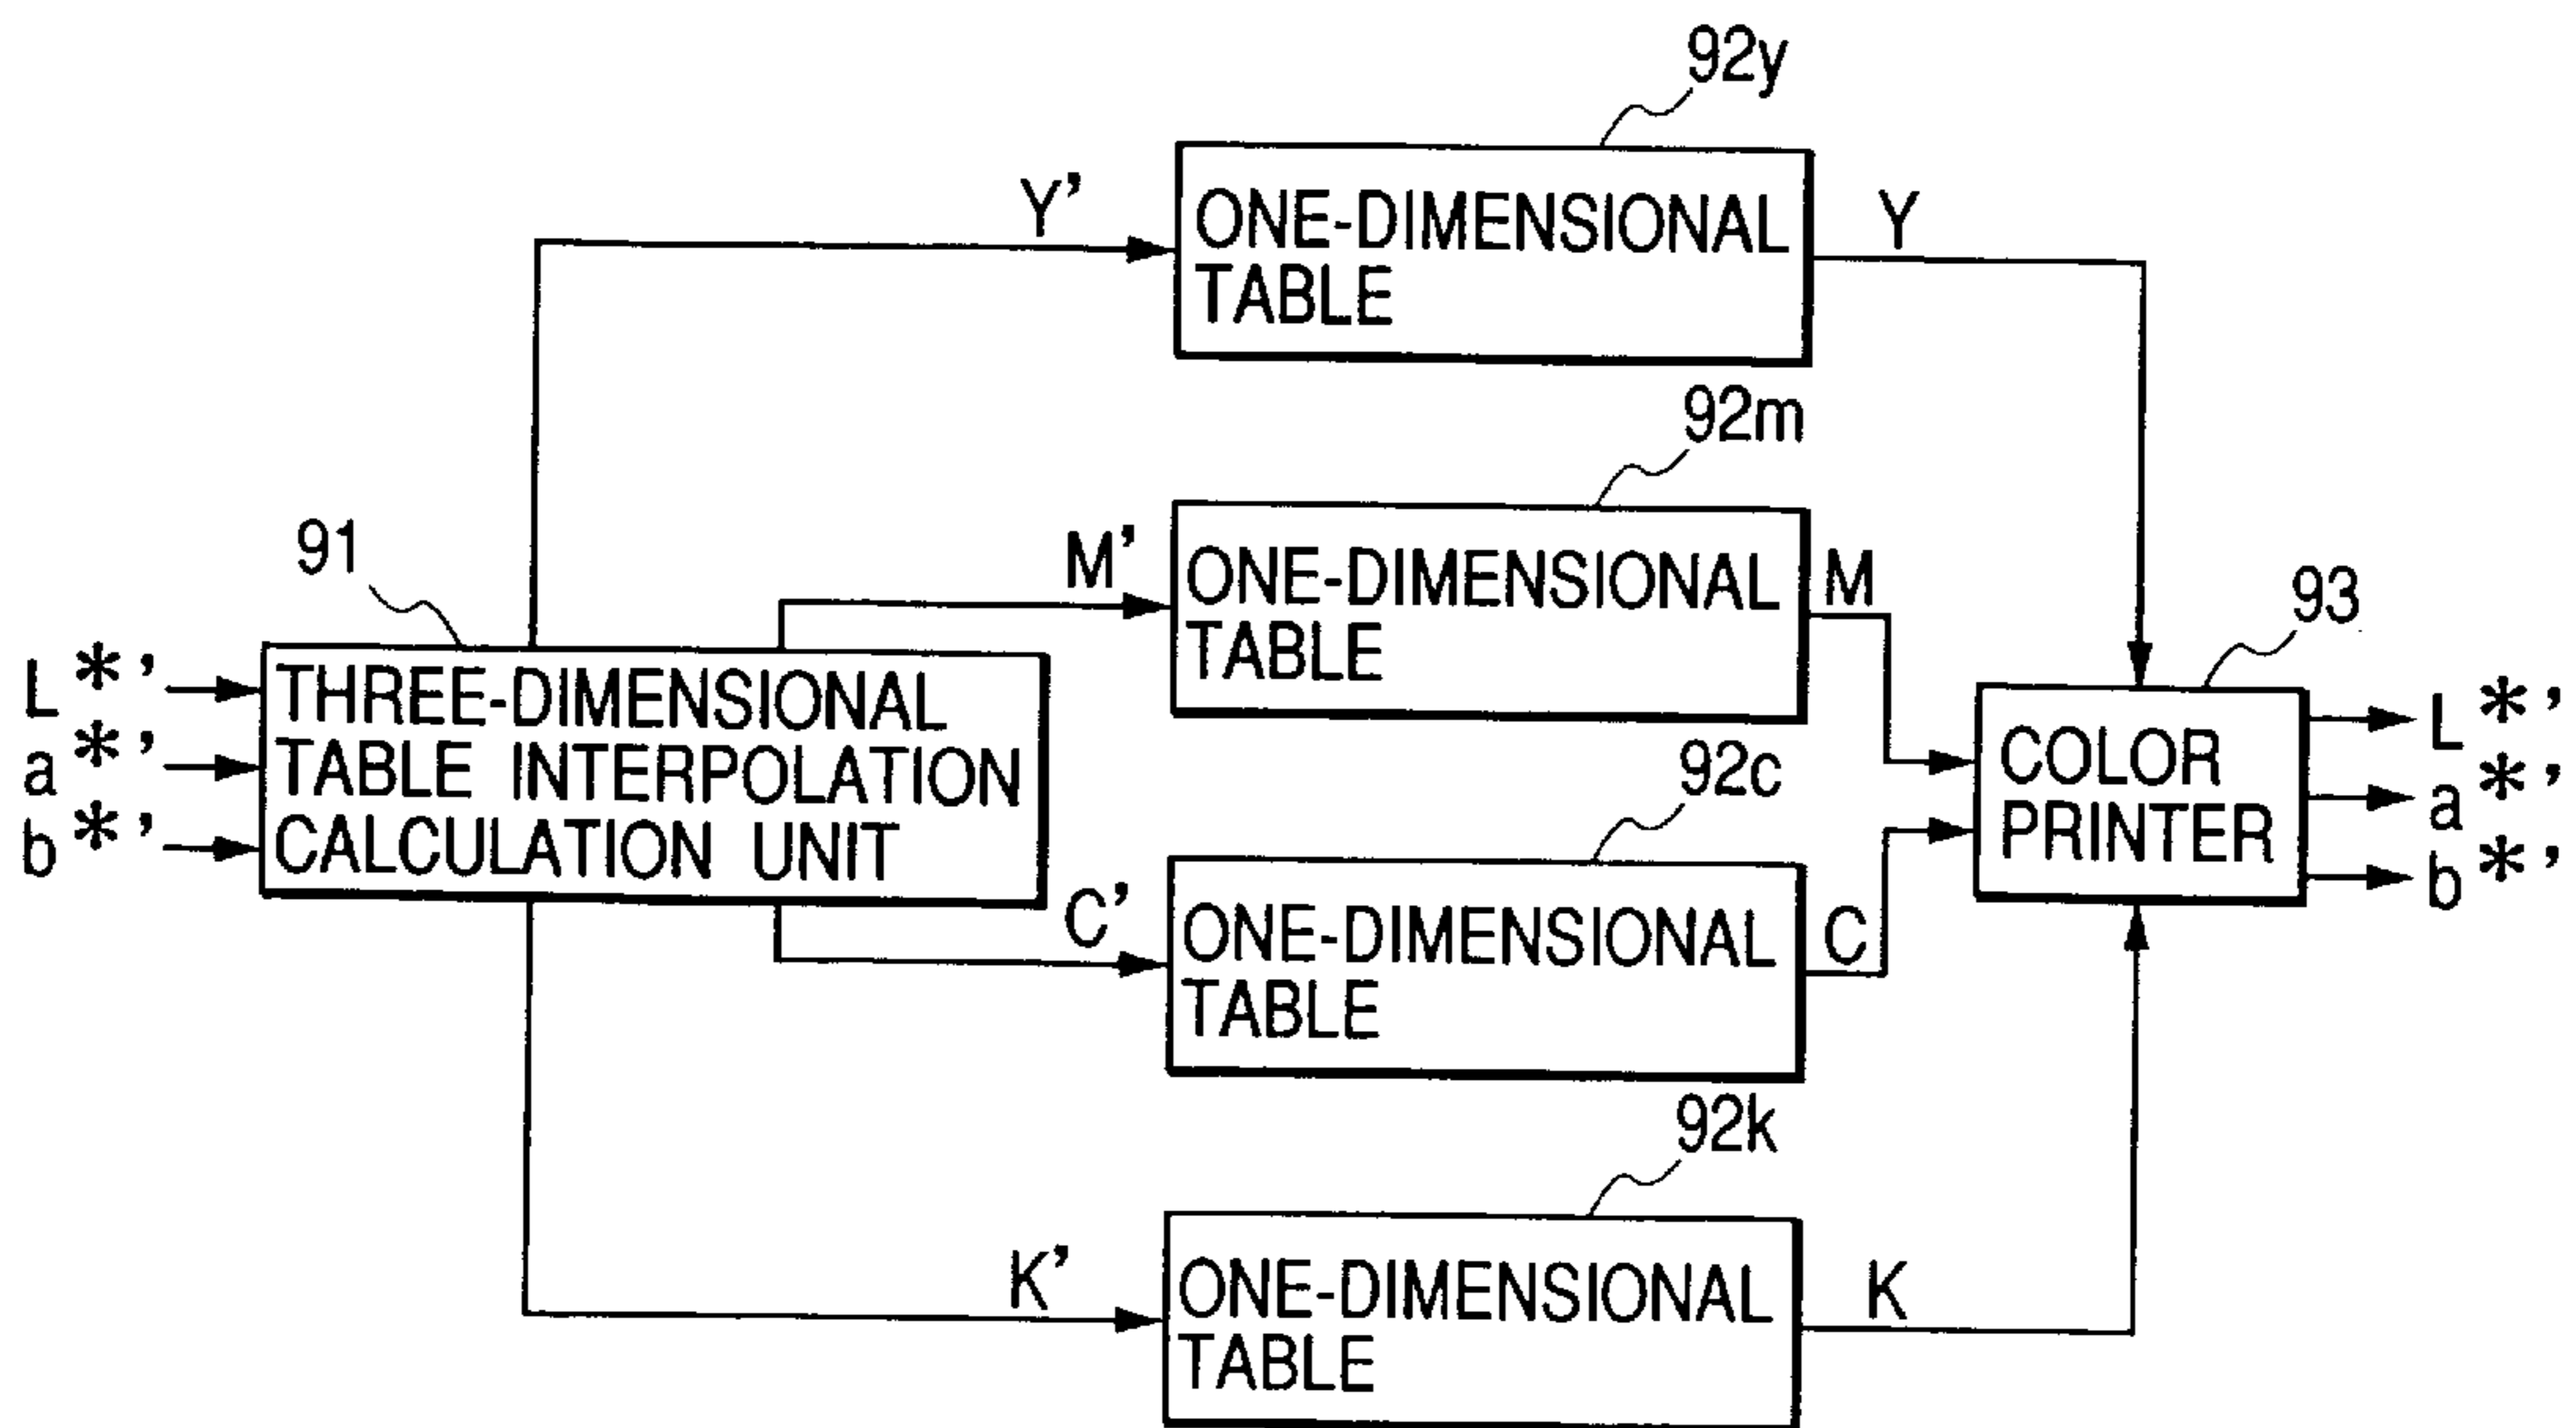 92y
Y'
ONE-DIMENSIONAL
TABLE
Y
92m
M'
ONE-DIMENSIONAL
TABLE
M
91
93
L*'
a*'
b*'
THREE-DIMENSIONAL
TABLE INTERPOLATION
CALCULATION UNIT
COLOR
PRINTER
L*'
a*'
b*'
92c
C'
ONE-DIMENSIONAL
TABLE
C
92k
K'
ONE-DIMENSIONAL
TABLE
K